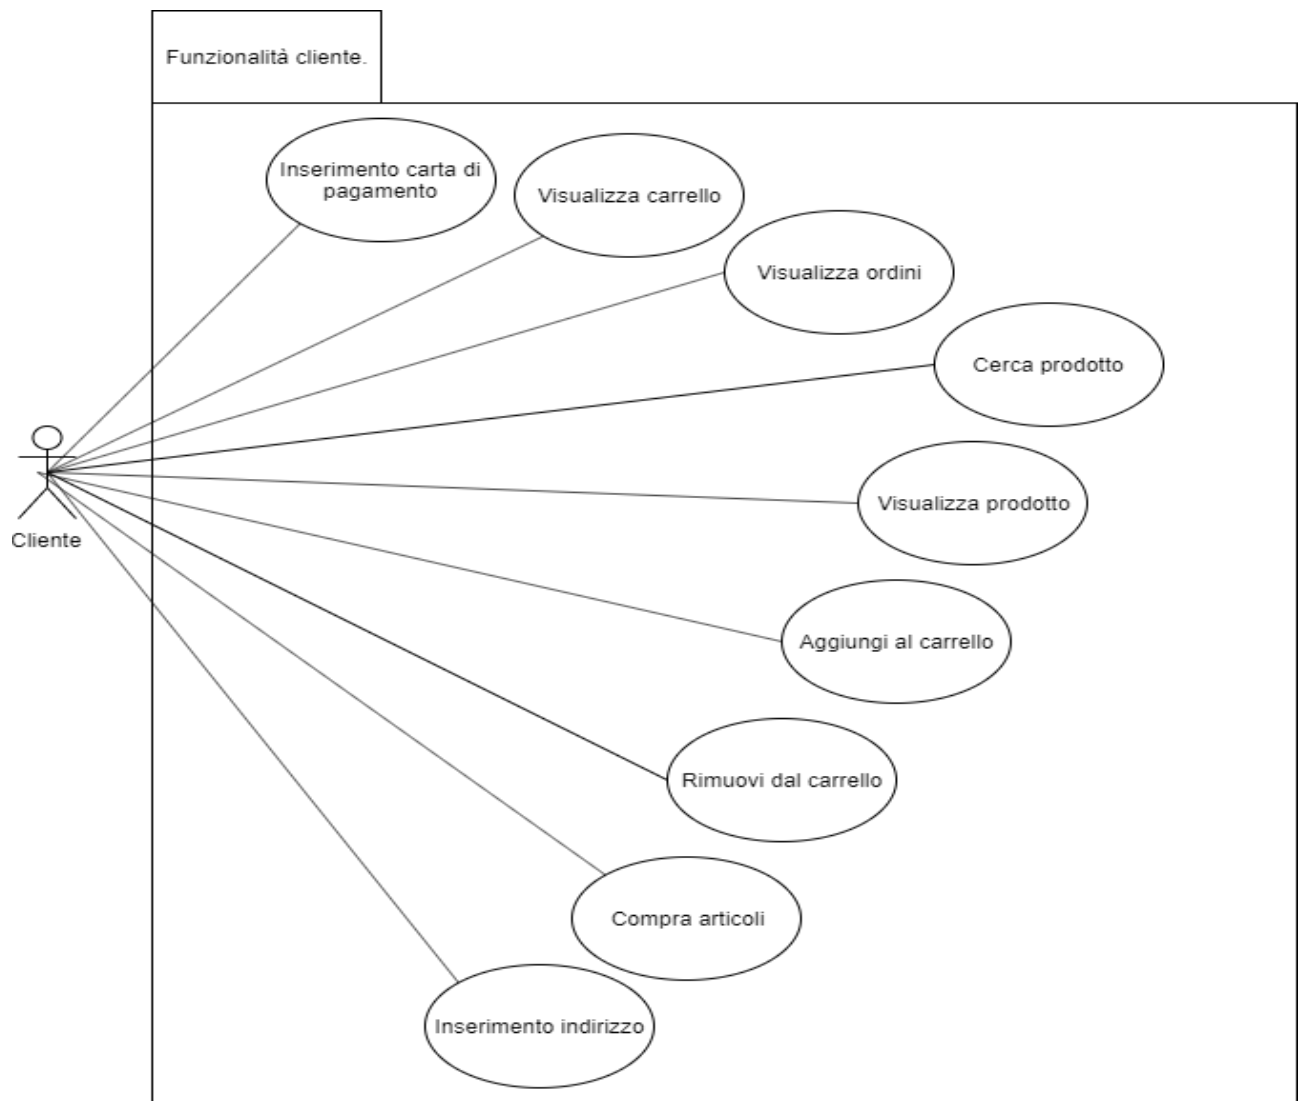 Funzionalità cliente.
Inserimento carta di
pagamento
Visualizza carrello
Visualizza ordini
Cerca prodotto
Visualizza prodotto
Cliente
Aggiungi al carrello
Rimuovi dal carrello
Compra articoli
Inserimento indirizzo